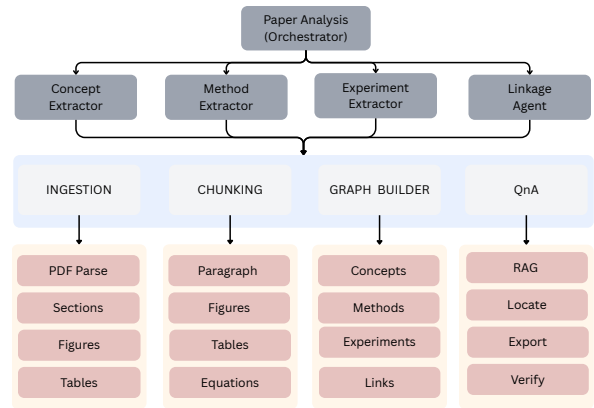 Paper Analysis
(Orchestrator)
Concept
Extractor
Method
Extractor
Experiment
Extractor
Linkage
Agent
INGESTION
CHUNKING
GRAPH BUILDER
QnA
PDF Parse
Sections
Figures
Tables
Paragraph
Figures
Tables
Equations
Concepts
Methods
Experiments
Links
RAG
Locate
Export
Verify